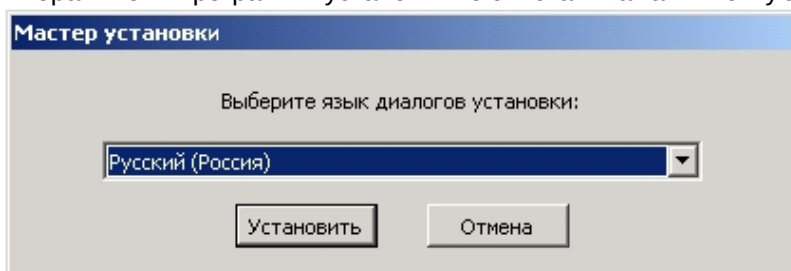 Мастер установки
Выберите язык диалогов установки:
Русский (Россия)
Установить
Отмена